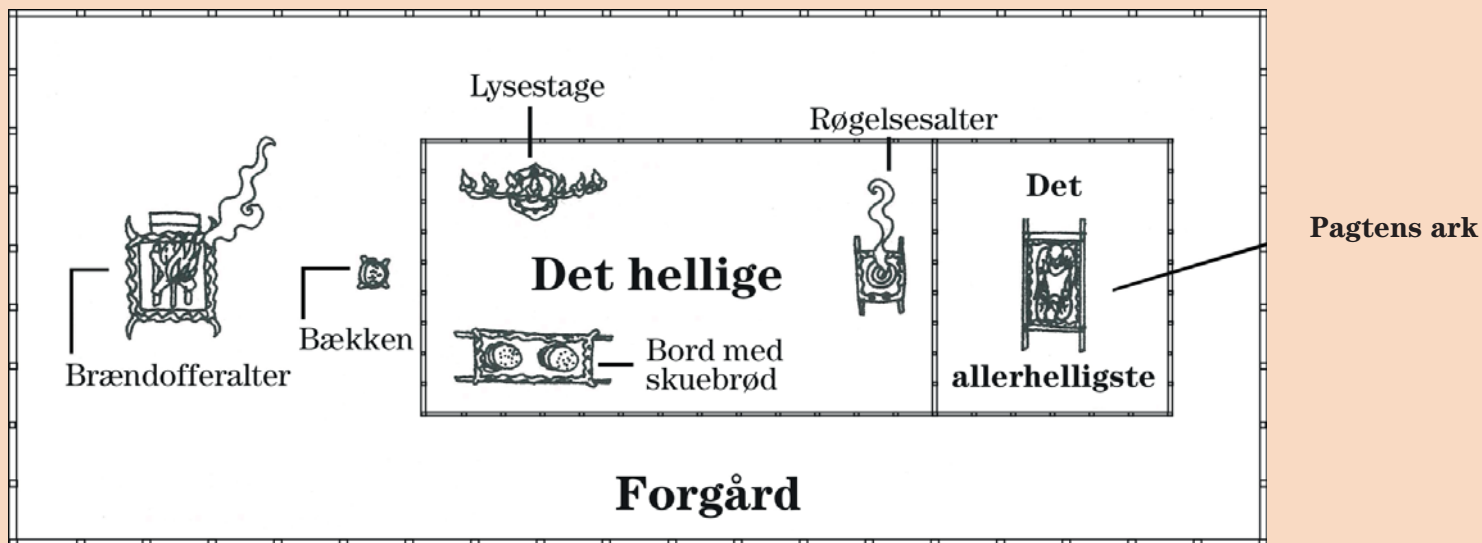 Lysestage
Røgelsesalter
Det
Pagtens ark
Det hellige
Bækken
Bord med
skuebrød
Brændofferalter
allerhelligste
Forgård